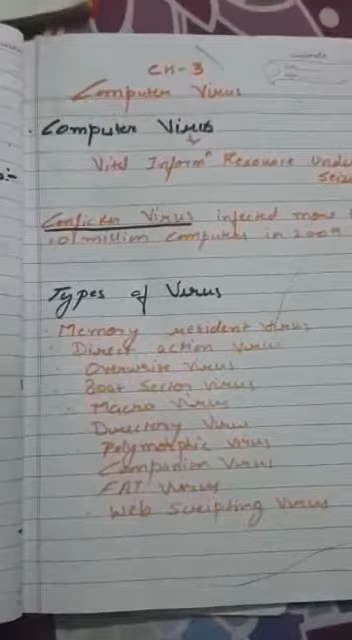 CH-3
Computer Virus
. Computer Virus
Vital Informⁿ Resource Under
Seiz
Conficker Virus infected more
10 million Computers in 2009
Types of Virus
. Memory resident Virus
. Direct action Virus
. Overwrite Virus
. Boot Sector Virus
. Macro Virus
Directory Virus
. Polymorphic Virus
Companion Virus
FAT Virus
. Web Scripting Virus